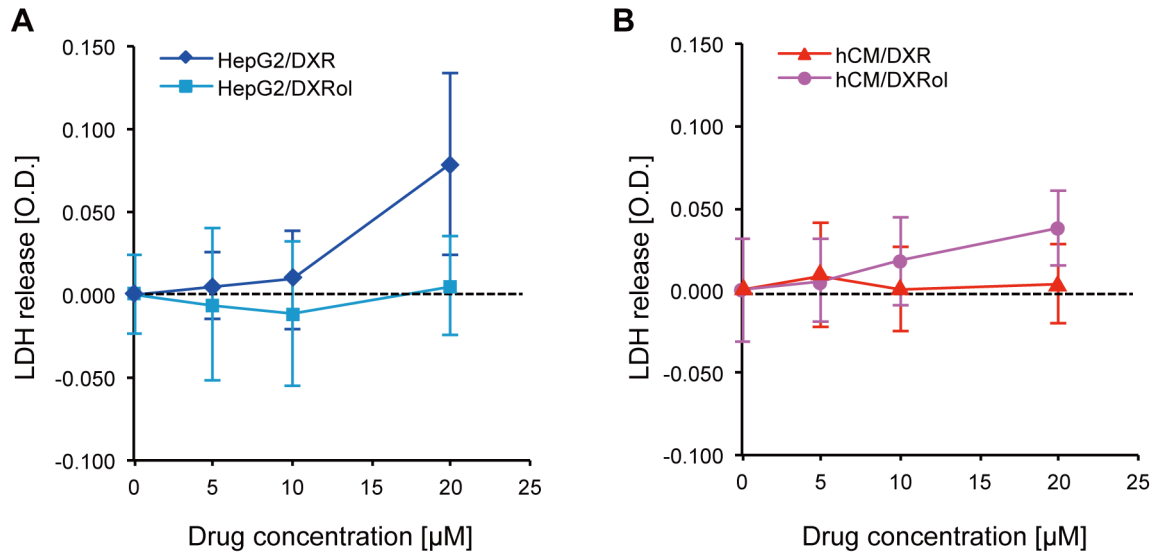 A
LDH release [O.D.]
0.150
0.100
0.050
0.000
-0.050
-0.100
HepG2/DXR
HepG2/DXRol
0 5 10 15 20 25
Drug concentration [µM]
B
LDH release [O.D.]
0.150
0.100
0.050
0.000
-0.050
-0.100
hCM/DXR
hCM/DXRol
0 5 10 15 20 25
Drug concentration [µM]